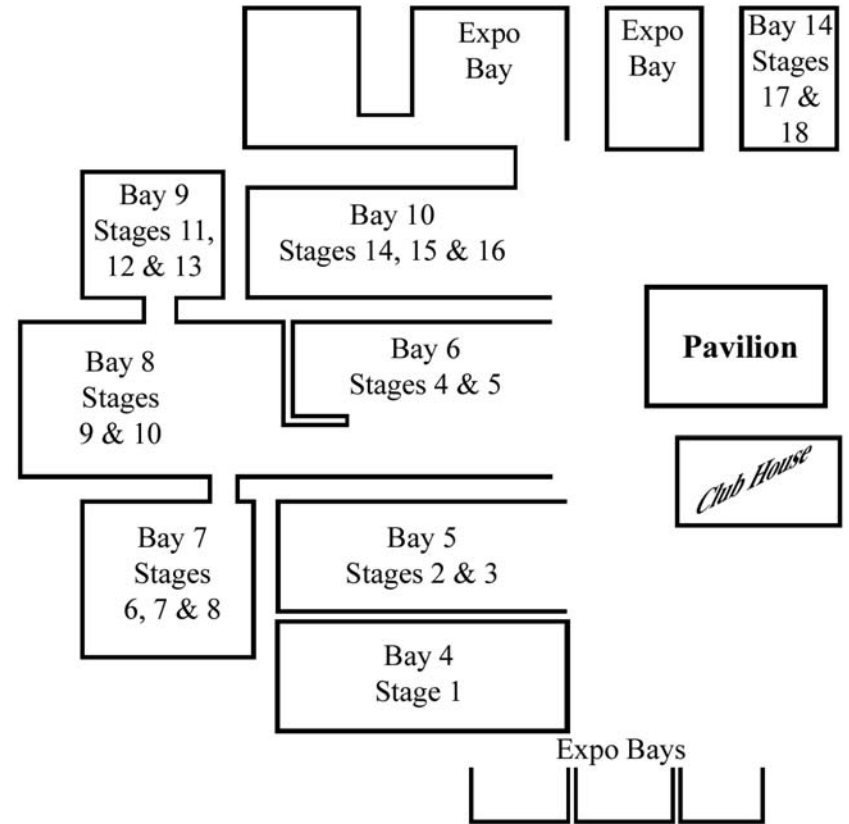 Expo
Bay
Expo
Bay
Bay 14
Stages
17 &
18
Bay 9
Stages 11,
12 & 13
Bay 10
Stages 14, 15 & 16
Bay 8
Stages
9 & 10
Bay 6
Stages 4 & 5
Pavilion
Club House
Bay 7
Stages
6, 7 & 8
Bay 5
Stages 2 & 3
Bay 4
Stage 1
Expo Bays